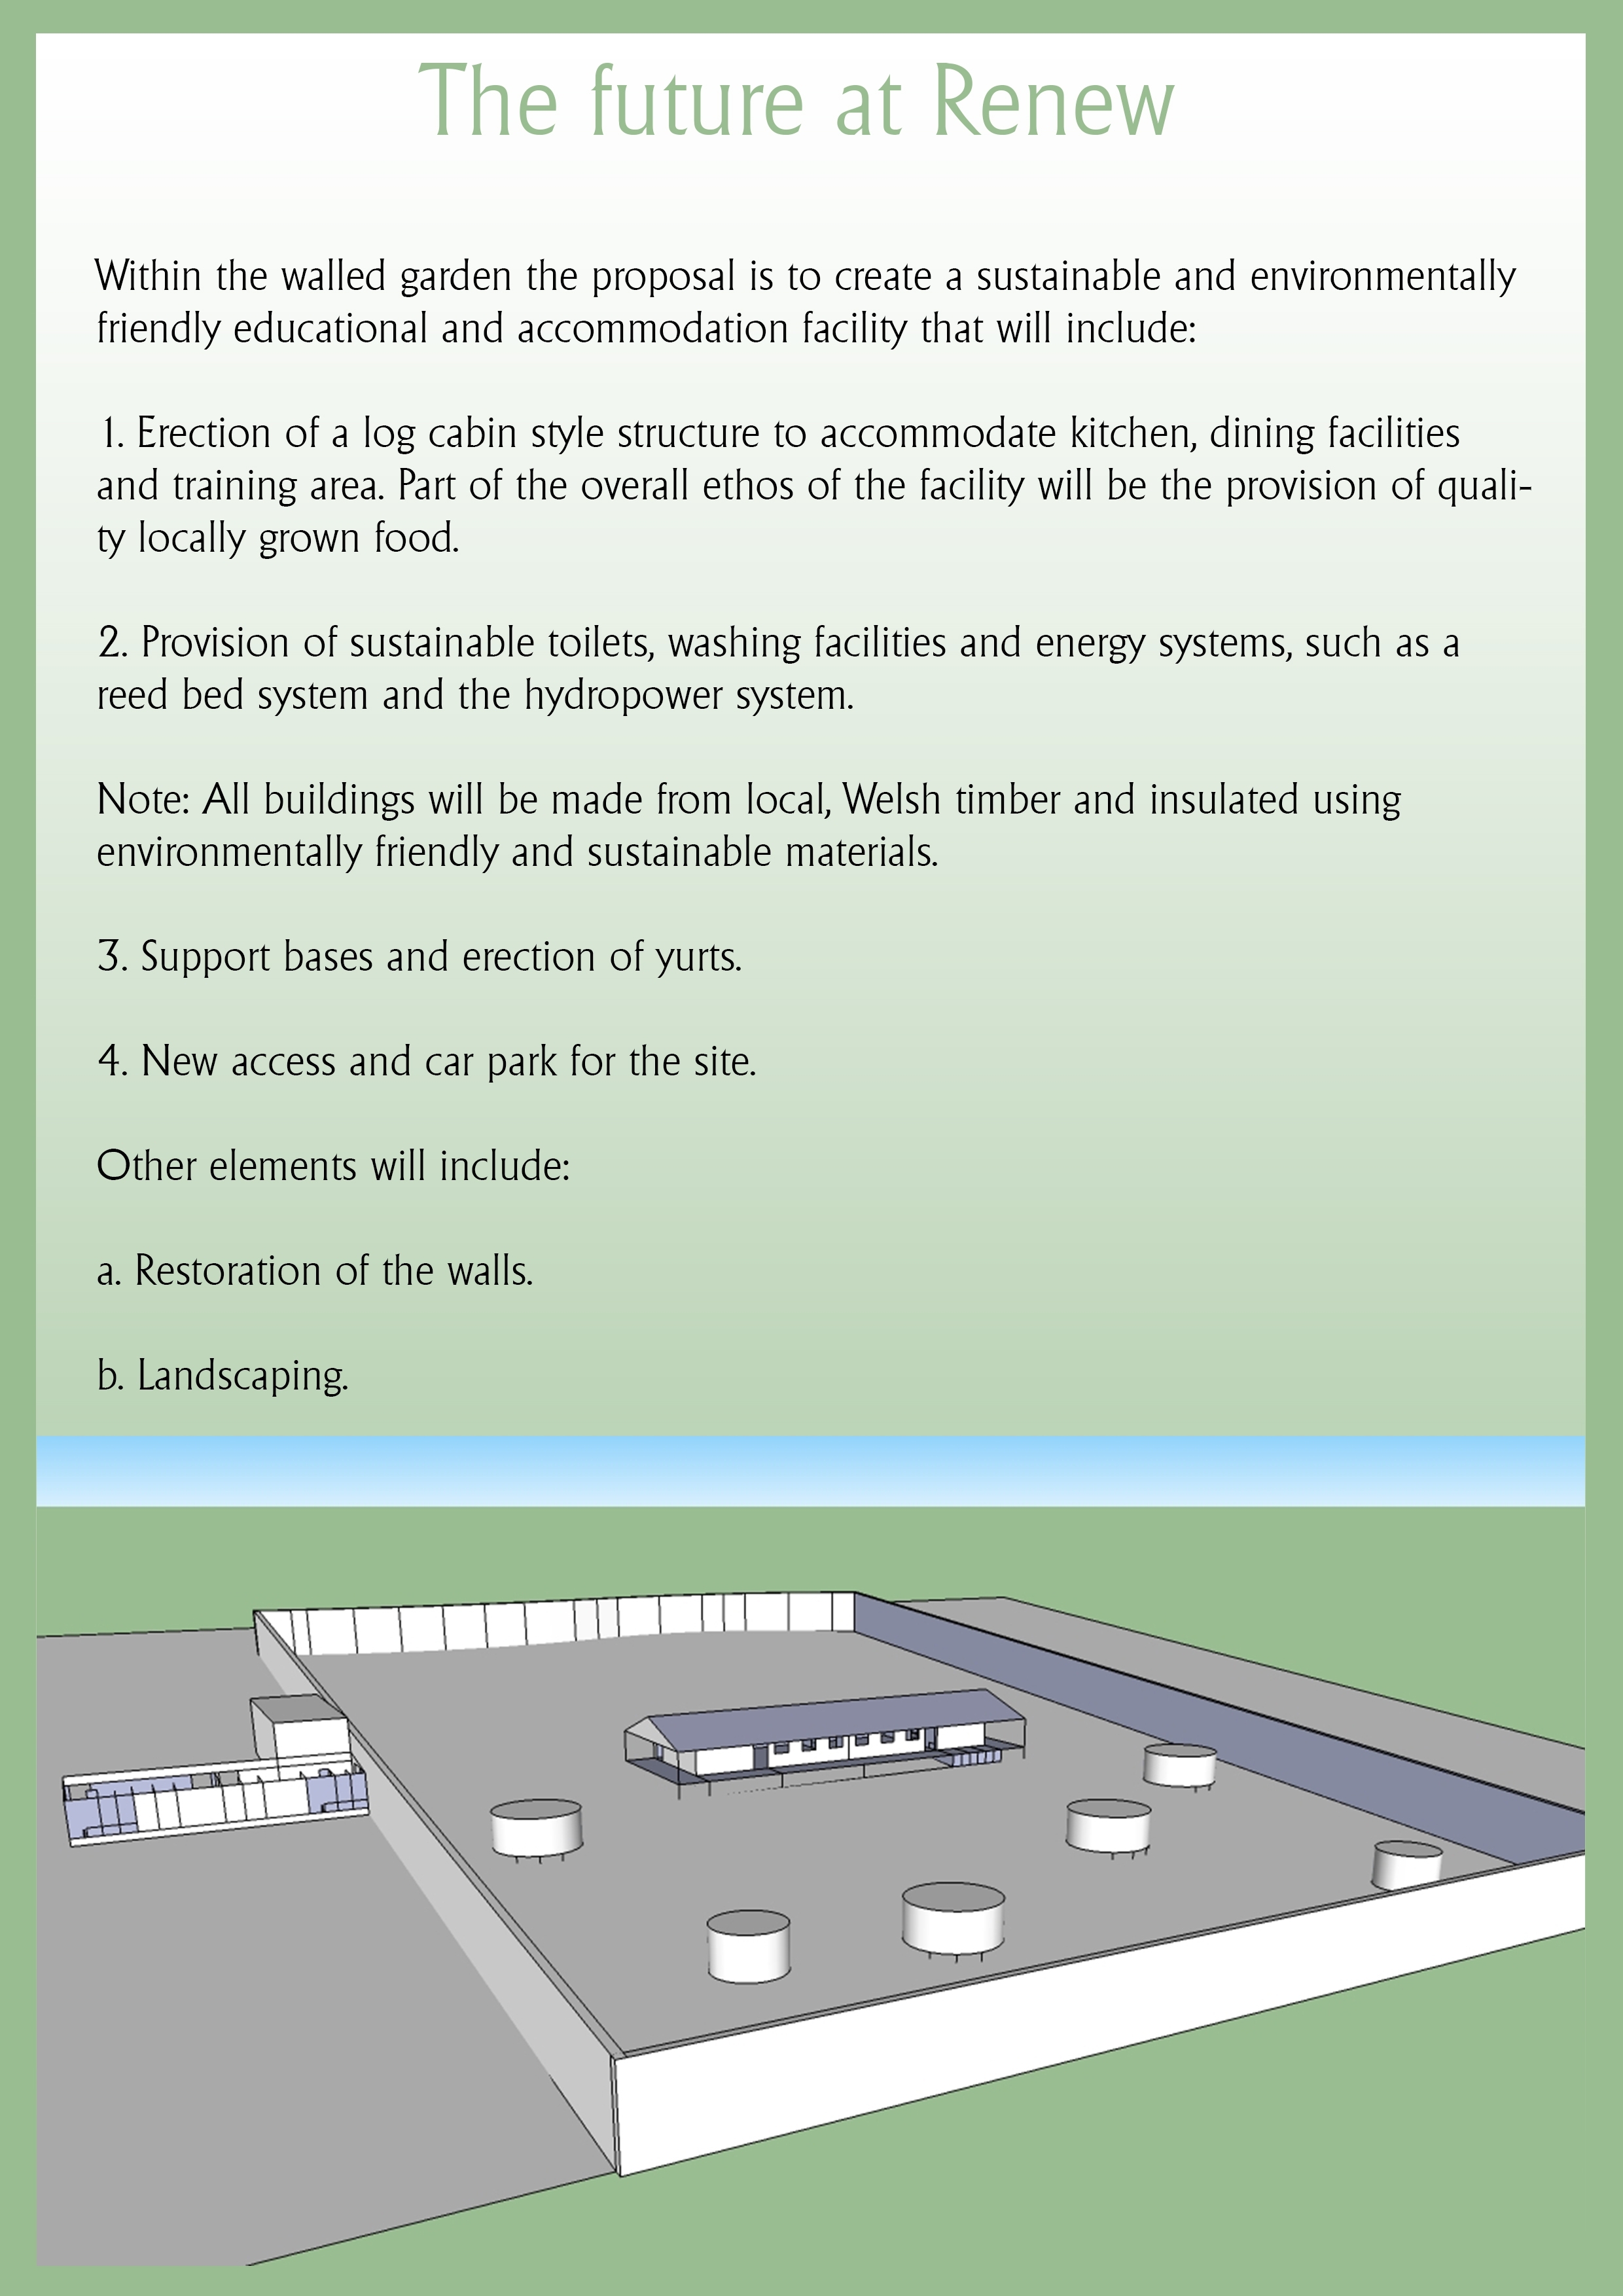 The future at Renew
Within the walled garden the proposal is to create a sustainable and environmentally
friendly educational and accommodation facility that will include:
1. Erection of a log cabin style structure to accommodate kitchen, dining facilities
and training area. Part of the overall ethos of the facility will be the provision of quali-
ty locally grown food.
2. Provision of sustainable toilets, washing facilities and energy systems, such as a
reed bed system and the hydropower system.
Note: All buildings will be made from local, Welsh timber and insulated using
environmentally friendly and sustainable materials.
3. Support bases and erection of yurts.
4. New access and car park for the site.
Other elements will include:
a. Restoration of the walls.
b. Landscaping.